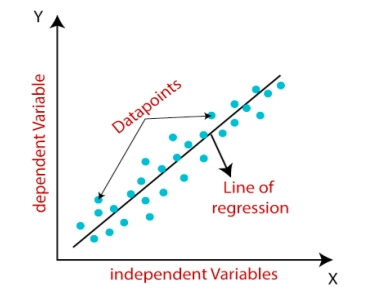 Y
Datapoints
dependent Variable
Line of
regression
independent Variables
X